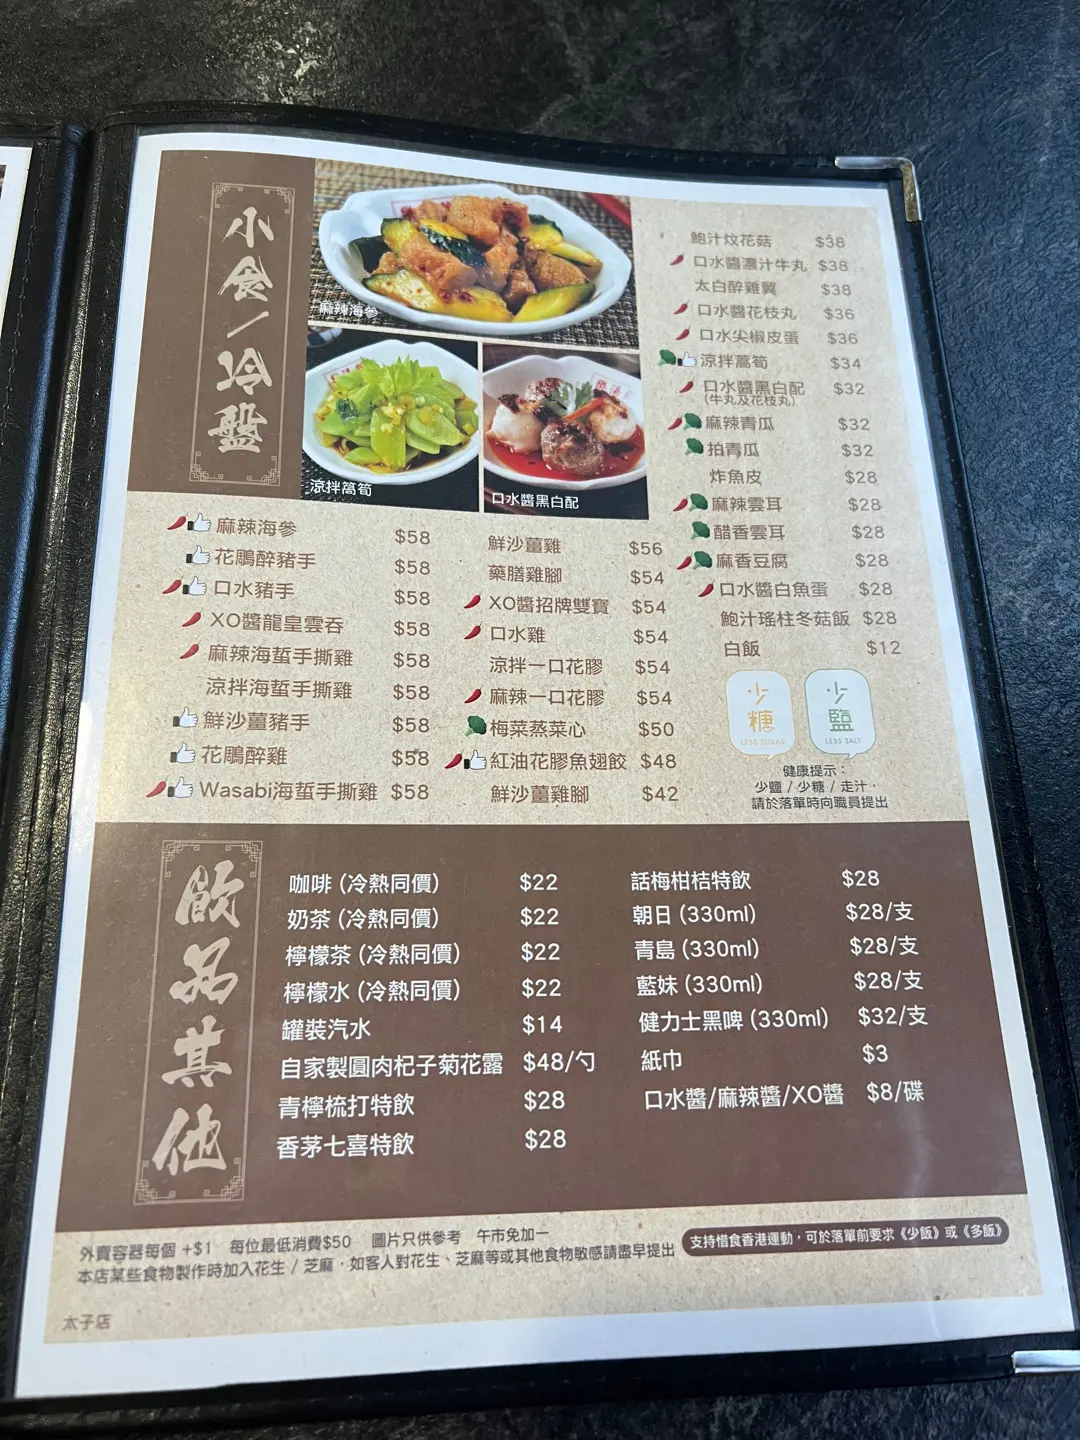 小食/冷盤
麻辣海參
涼拌萵筍
口水醬黑白配
鮑汁炆花菇 $38
口水醬濃汁牛丸 $38
太白醉雞翼 $38
口水醬花枝丸 $36
口水尖椒皮蛋 $36
涼拌萵筍 $34
口水醬黑白配 $32
(牛丸及花枝丸)
麻辣青瓜 $32
拍青瓜 $32
炸魚皮 $28
麻辣雲耳 $28
醋香雲耳 $28
麻香豆腐 $28
口水醬白魚蛋 $28
鮑汁瑤柱冬菇飯 $28
白飯 $12
少糖
LESS SUGAR
少鹽
LESS SALT
健康提示：
少鹽 / 少糖 / 走汁，
請於落單時向職員提出
麻辣海參 $58
花鵰醉豬手 $58
口水豬手 $58
XO醬龍皇雲吞 $58
麻辣海蜇手撕雞 $58
涼拌海蜇手撕雞 $58
鮮沙薑豬手 $58
花鵰醉雞 $58
Wasabi海蜇手撕雞 $58
鮮沙薑雞 $56
藥膳雞腳 $54
XO醬招牌雙寶 $54
口水雞 $54
涼拌一口花膠 $54
麻辣一口花膠 $54
梅菜蒸菜心 $50
紅油花膠魚翅餃 $48
鮮沙薑雞腳 $42
飲品其他
咖啡 (冷熱同價) $22
奶茶 (冷熱同價) $22
檸檬茶 (冷熱同價) $22
檸檬水 (冷熱同價) $22
罐裝汽水 $14
自家製圓肉杞子菊花露 $48/勺
青檸梳打特飲 $28
香茅七喜特飲 $28
話梅柑桔特飲 $28
朝日 (330ml) $28/支
青島 (330ml) $28/支
藍妹 (330ml) $28/支
健力士黑啤 (330ml) $32/支
紙巾 $3
口水醬/麻辣醬/XO醬 $8/碟
外賣容器每個 +$1 每位最低消費$50 圖片只供參考 午市免加一
本店某些食物製作時加入花生 / 芝麻，如客人對花生、芝麻等或其他食物敏感請盡早提出
支持惜食香港運動，可於落單前要求《少飯》或《多飯》
太子店